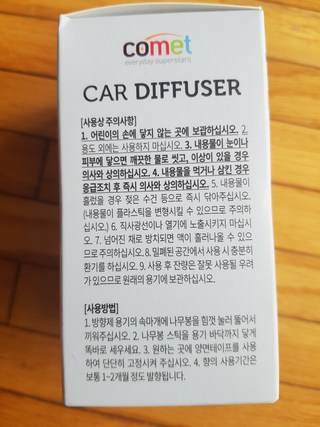 comet
everyday superstars
CAR DIFFUSER
[사용상 주의사항]
1. 어린이의 손에 닿지 않는 곳에 보관하십시오. 2.
용도 외에는 사용하지 마십시오. 3. 내용물이 눈이나
피부에 닿으면 깨끗한 물로 씻고, 이상이 있을 경우
의사와 상의하십시오. 4. 내용물을 먹거나 삼킨 경우
응급조치 후 즉시 의사와 상의하십시오. 5. 내용물이
흘렀을 경우 젖은 수건 등으로 즉시 닦아주십시오.
(내용물이 플라스틱을 변형시킬 수 있으므로 주의하
십시오.) 6. 직사광선이나 열기에 노출시키지 마십시
오. 7. 넘어진 채로 방치되면 액이 흘러나올 수 있으
므로 주의하십시오. 8. 밀폐된 공간에서 사용 시 충분히
환기를 하십시오. 9. 사용 후 잔량은 잘못 사용될 우려
가 있으므로 원래의 용기에 보관하십시오.
[사용방법]
1. 방향제 용기의 속마개에 나무봉을 힘껏 눌러 뚫어서
끼워주십시오. 2. 나무봉 스틱을 용기 바닥까지 닿게
똑바로 세우세요. 3. 원하는 곳에 양면테이프를 사용
하여 단단히 고정시켜 주십시오. 4. 향의 사용기간은
보통 1~2개월 정도 발향됩니다.